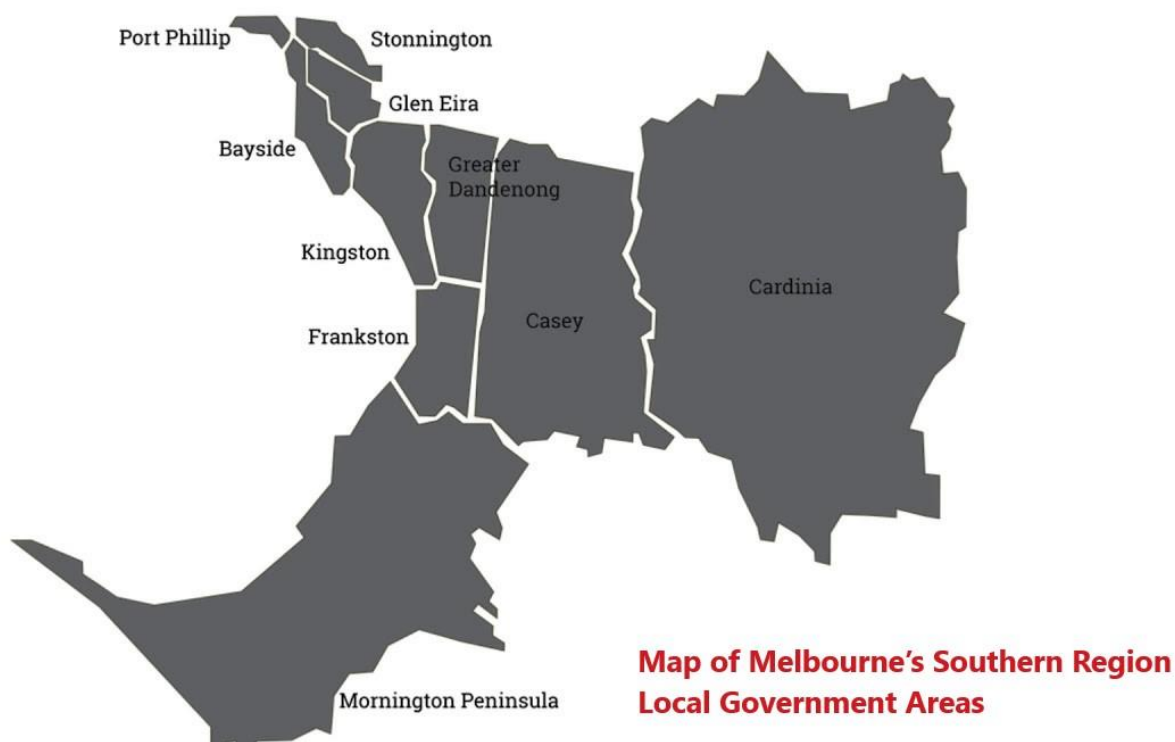 Port Phillip
Stonnington
Glen Eira
Bayside
Greater
Dandenong
Kingston
Cardinia
Casey
Frankston
Mornington Peninsula
Map of Melbourne’s Southern Region
Local Government Areas